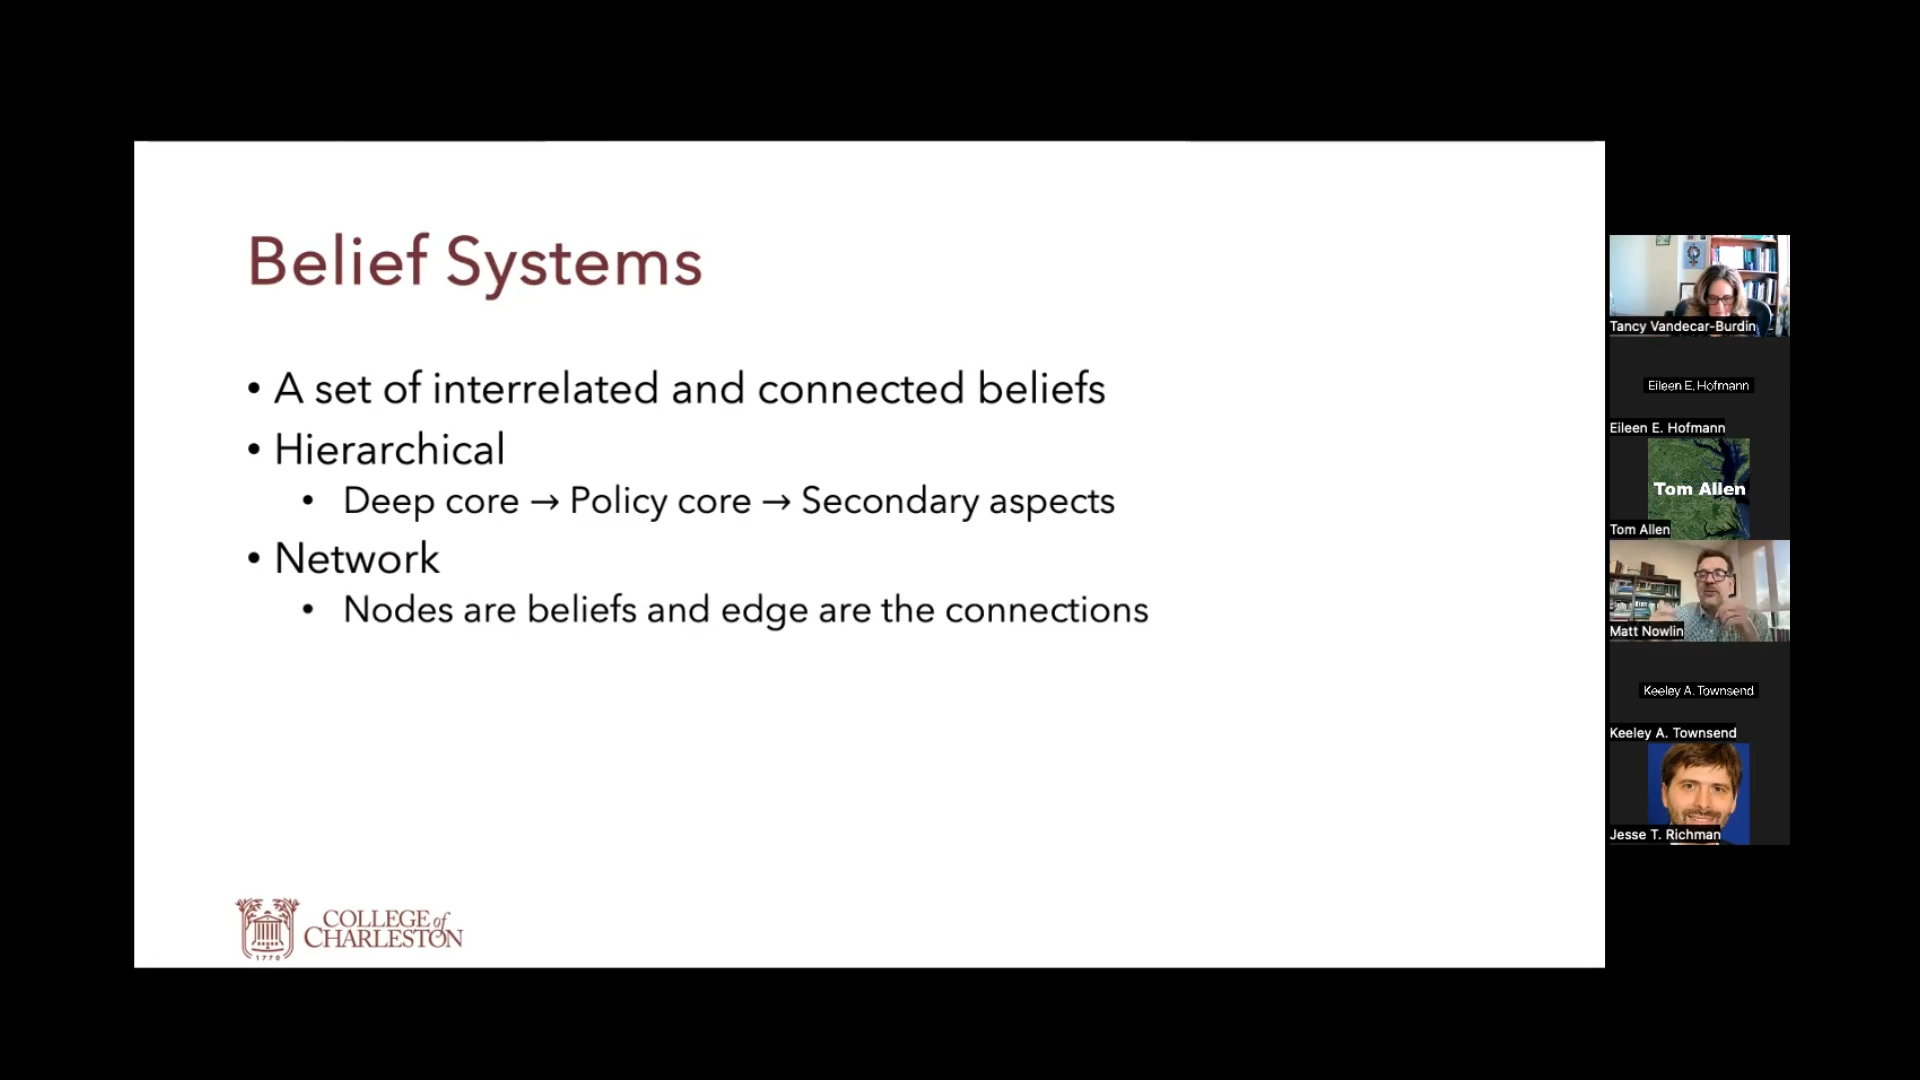 Belief Systems
• A set of interrelated and connected beliefs
• Hierarchical
• Deep core → Policy core → Secondary aspects
• Network
• Nodes are beliefs and edge are the connections
COLLEGE of
CHARLESTON
1770
Tancy Vandecar-Burdin
Eileen E. Hofmann
Eileen E. Hofmann
Tom Allen
Tom Allen
Matt Nowlin
Keeley A. Townsend
Keeley A. Townsend
Jesse T. Richman